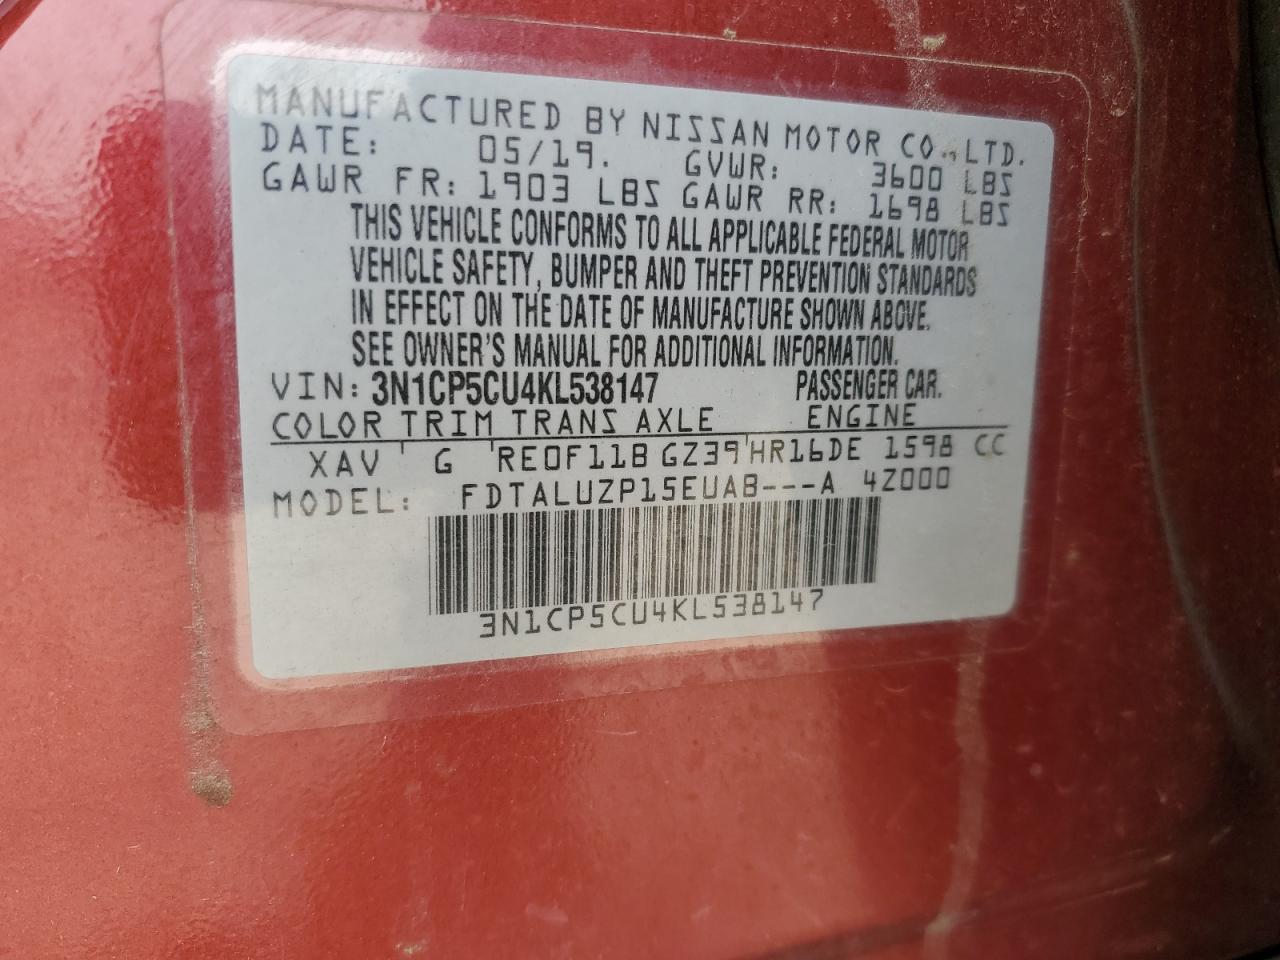 MANUFACTURED BY NISSAN MOTOR CO.,LTD.
DATE: 05/19. GVWR: 3600 LBS
GAWR FR: 1903 LBS GAWR RR: 1698 LBS
THIS VEHICLE CONFORMS TO ALL APPLICABLE FEDERAL MOTOR
VEHICLE SAFETY, BUMPER AND THEFT PREVENTION STANDARDS
IN EFFECT ON THE DATE OF MANUFACTURE SHOWN ABOVE.
SEE OWNER'S MANUAL FOR ADDITIONAL INFORMATION.
VIN: 3N1CP5CU4KL538147 PASSENGER CAR.
COLOR TRIM TRANS AXLE ENGINE
XAV ' G 'RE0F11B GZ39'HR16DE 1598 CC
MODEL: FDTALUZP15EUAB---A 4Z000
3N1CP5CU4KL538147